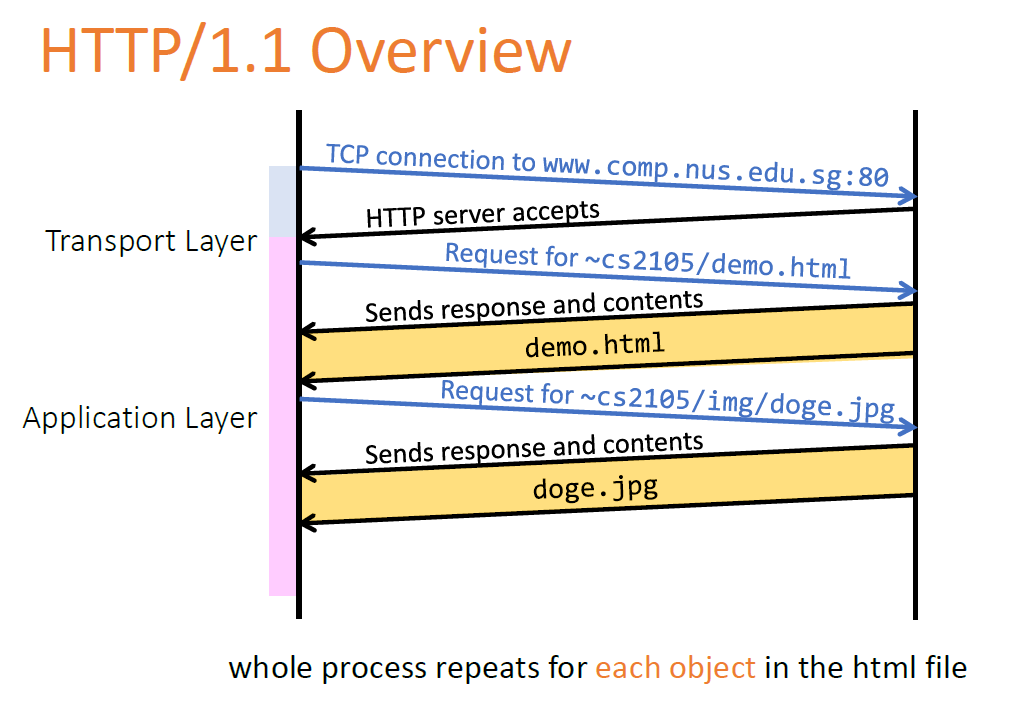 HTTP/1.1 Overview
TCP connection to www.comp.nus.edu.sg:80
HTTP server accepts
Transport Layer
Request for ~cs2105/demo.html
Sends response and contents
demo.html
Request for ~cs2105/img/doge.jpg
Application Layer
Sends response and contents
doge.jpg
whole process repeats for each object in the html file